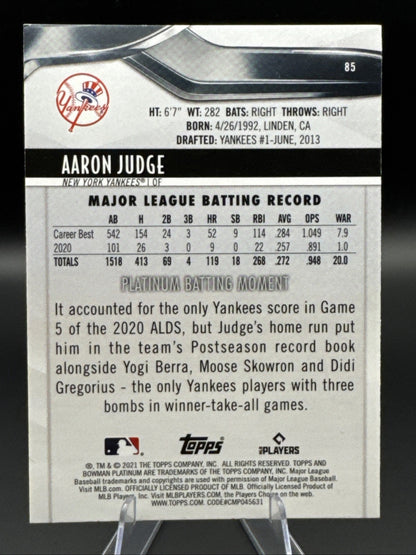 85
Yankees
HT: 6'7" WT: 282 BATS: RIGHT THROWS: RIGHT
BORN: 4/26/1992, LINDEN, CA
DRAFTED: YANKEES #1-JUNE, 2013
AARON JUDGE
NEW YORK YANKEES® | OF
MAJOR LEAGUE BATTING RECORD
AB H 2B 3B HR SB RBI AVG OPS WAR
Career Best 542 154 24 3 52 9 114 .284 1.049 7.9
2020 101 26 3 0 9 0 22 .257 .891 1.0
TOTALS 1518 413 69 4 119 18 268 .272 .948 20.0
PLATINUM BATTING MOMENT
It accounted for the only Yankees score in Game
5 of the 2020 ALDS, but Judge's home run put
him in the team's Postseason record book
alongside Yogi Berra, Moose Skowron and Didi
Gregorius - the only Yankees players with three
bombs in winner-take-all games.
Topps
MLB PLAYERS
®, TM & © 2021 THE TOPPS COMPANY, INC. ALL RIGHTS RESERVED. TOPPS AND
BOWMAN PLATINUM ARE TRADEMARKS OF THE TOPPS COMPANY, INC. Major League
Baseball trademarks and copyrights are used with permission of Major League Baseball.
Visit MLB.com. OFFICIALLY LICENSED PRODUCT OF MLB. Officially Licensed Product of
MLB Players, Inc. Visit MLBPLAYERS.COM, the Players Choice on the web.
WWW.TOPPS.COM CODE#CMP045631